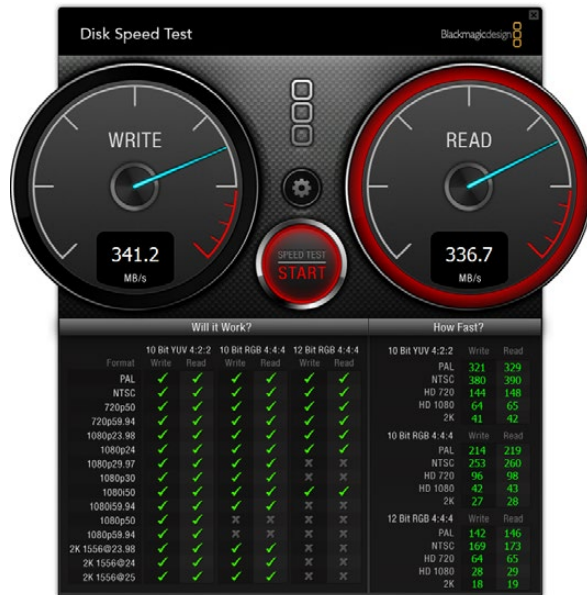 Disk Speed Test
Blackmagicdesign
WRITE
341.2
MB/s
READ
336.7
MB/s
SPEED TEST
START
Will it Work?
10 Bit YUV 4:2:2 10 Bit RGB 4:4:4 12 Bit RGB 4:4:4
Format Write Read Write Read Write Read
PAL ✓ ✓ ✓ ✓ ✓ ✓
NTSC ✓ ✓ ✓ ✓ ✓ ✓
720p50 ✓ ✓ ✓ ✓ ✓ ✓
720p59.94 ✓ ✓ ✓ ✓ ✓ ✓
1080p23.98 ✓ ✓ ✓ ✓ ✓ ✓
1080p24 ✓ ✓ ✓ ✓ ✓ ✓
1080p29.97 ✓ ✓ ✓ ✓ ✗ ✗
1080p30 ✓ ✓ ✓ ✓ ✗ ✗
1080i50 ✓ ✓ ✓ ✓ ✓ ✓
1080i59.94 ✓ ✓ ✓ ✓ ✗ ✗
1080p50 ✓ ✓ ✗ ✗ ✗ ✗
1080p59.94 ✓ ✓ ✗ ✗ ✗ ✗
2K 1556@23.98 ✓ ✓ ✓ ✓ ✗ ✗
2K 1556@24 ✓ ✓ ✓ ✓ ✗ ✗
2K 1556@25 ✓ ✓ ✓ ✓ ✗ ✗
How Fast?
10 Bit YUV 4:2:2 Write Read
PAL 321 329
NTSC 380 390
HD 720 144 148
HD 1080 64 65
2K 41 42
10 Bit RGB 4:4:4 Write Read
PAL 214 219
NTSC 253 260
HD 720 96 98
HD 1080 42 43
2K 27 28
12 Bit RGB 4:4:4 Write Read
PAL 142 146
NTSC 169 173
HD 720 64 65
HD 1080 28 29
2K 18 19